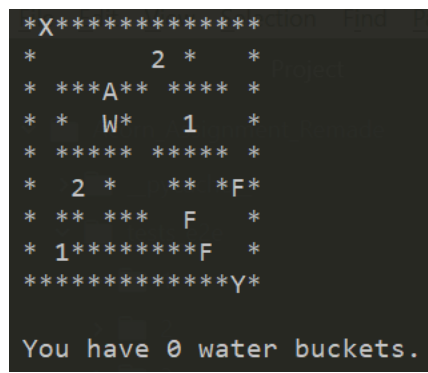 *X*************
*       2 *   *
* ***A** **** *
* *  W*   1   *
* ***** ***** *
*  2 *   ** *F*
* ** ***  F   *
* 1********F  *
*************Y*
You have 0 water buckets.